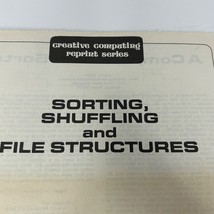 creative computing
reprint series
SORTING,
SHUFFLING
and
FILE STRUCTURES